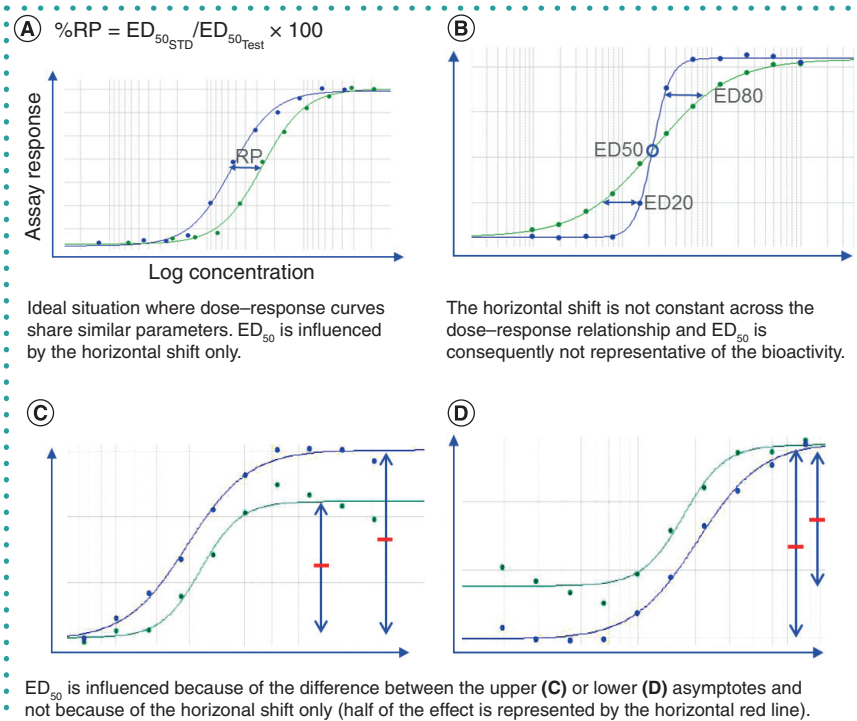 A %RP = ED50STD/ED50Test × 100
RP
Assay response
Log concentration
Ideal situation where dose–response curves
share similar parameters. ED50 is influenced
by the horizontal shift only.
B
ED80
ED50
ED20
The horizontal shift is not constant across the
dose–response relationship and ED50 is
consequently not representative of the bioactivity.
C
D
ED50 is influenced because of the difference between the upper (C) or lower (D) asymptotes and
not because of the horizonal shift only (half of the effect is represented by the horizontal red line).